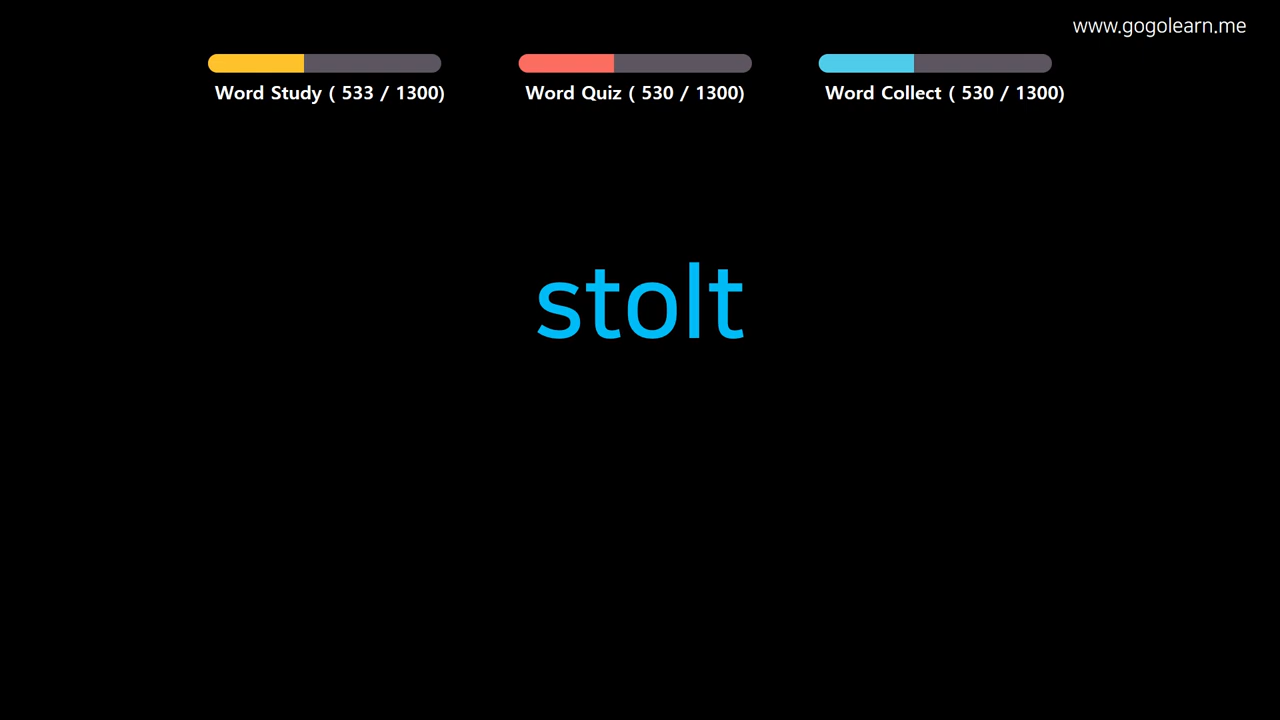 www.gogolearn.me
Word Study ( 533 / 1300) Word Quiz ( 530 / 1300) Word Collect ( 530 / 1300)
stolt